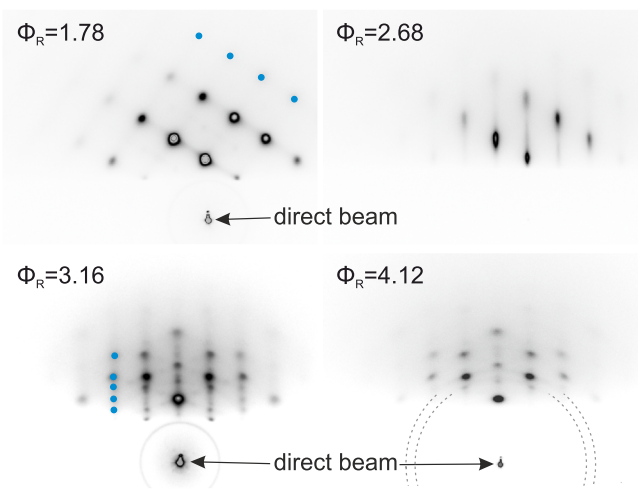 Φ_R=1.78
Φ_R=2.68
direct beam
Φ_R=3.16
Φ_R=4.12
direct beam